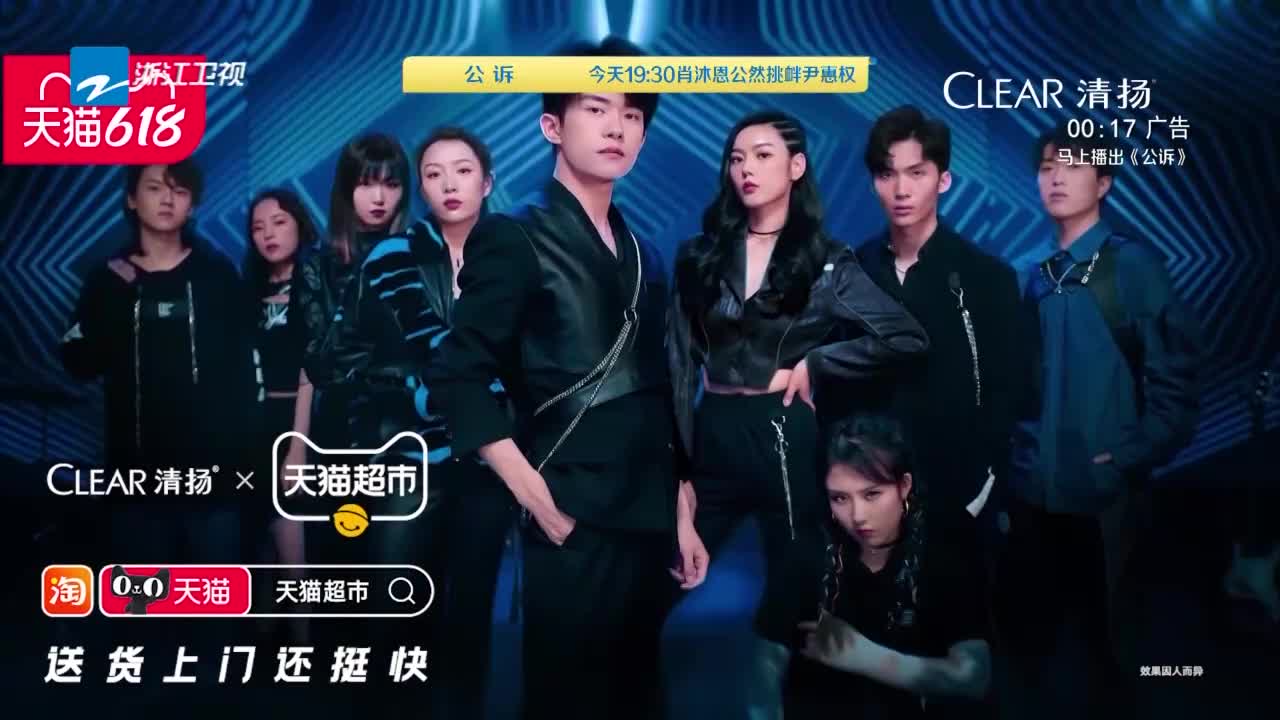 浙江卫视
天猫618
公诉 今天19:30肖沐恩公然挑衅尹惠权
CLEAR 清扬
00:17 广告
马上播出《公诉》
CLEAR 清扬® × 天猫超市
淘 天猫 天猫超市
送货上门还挺快
效果因人而异